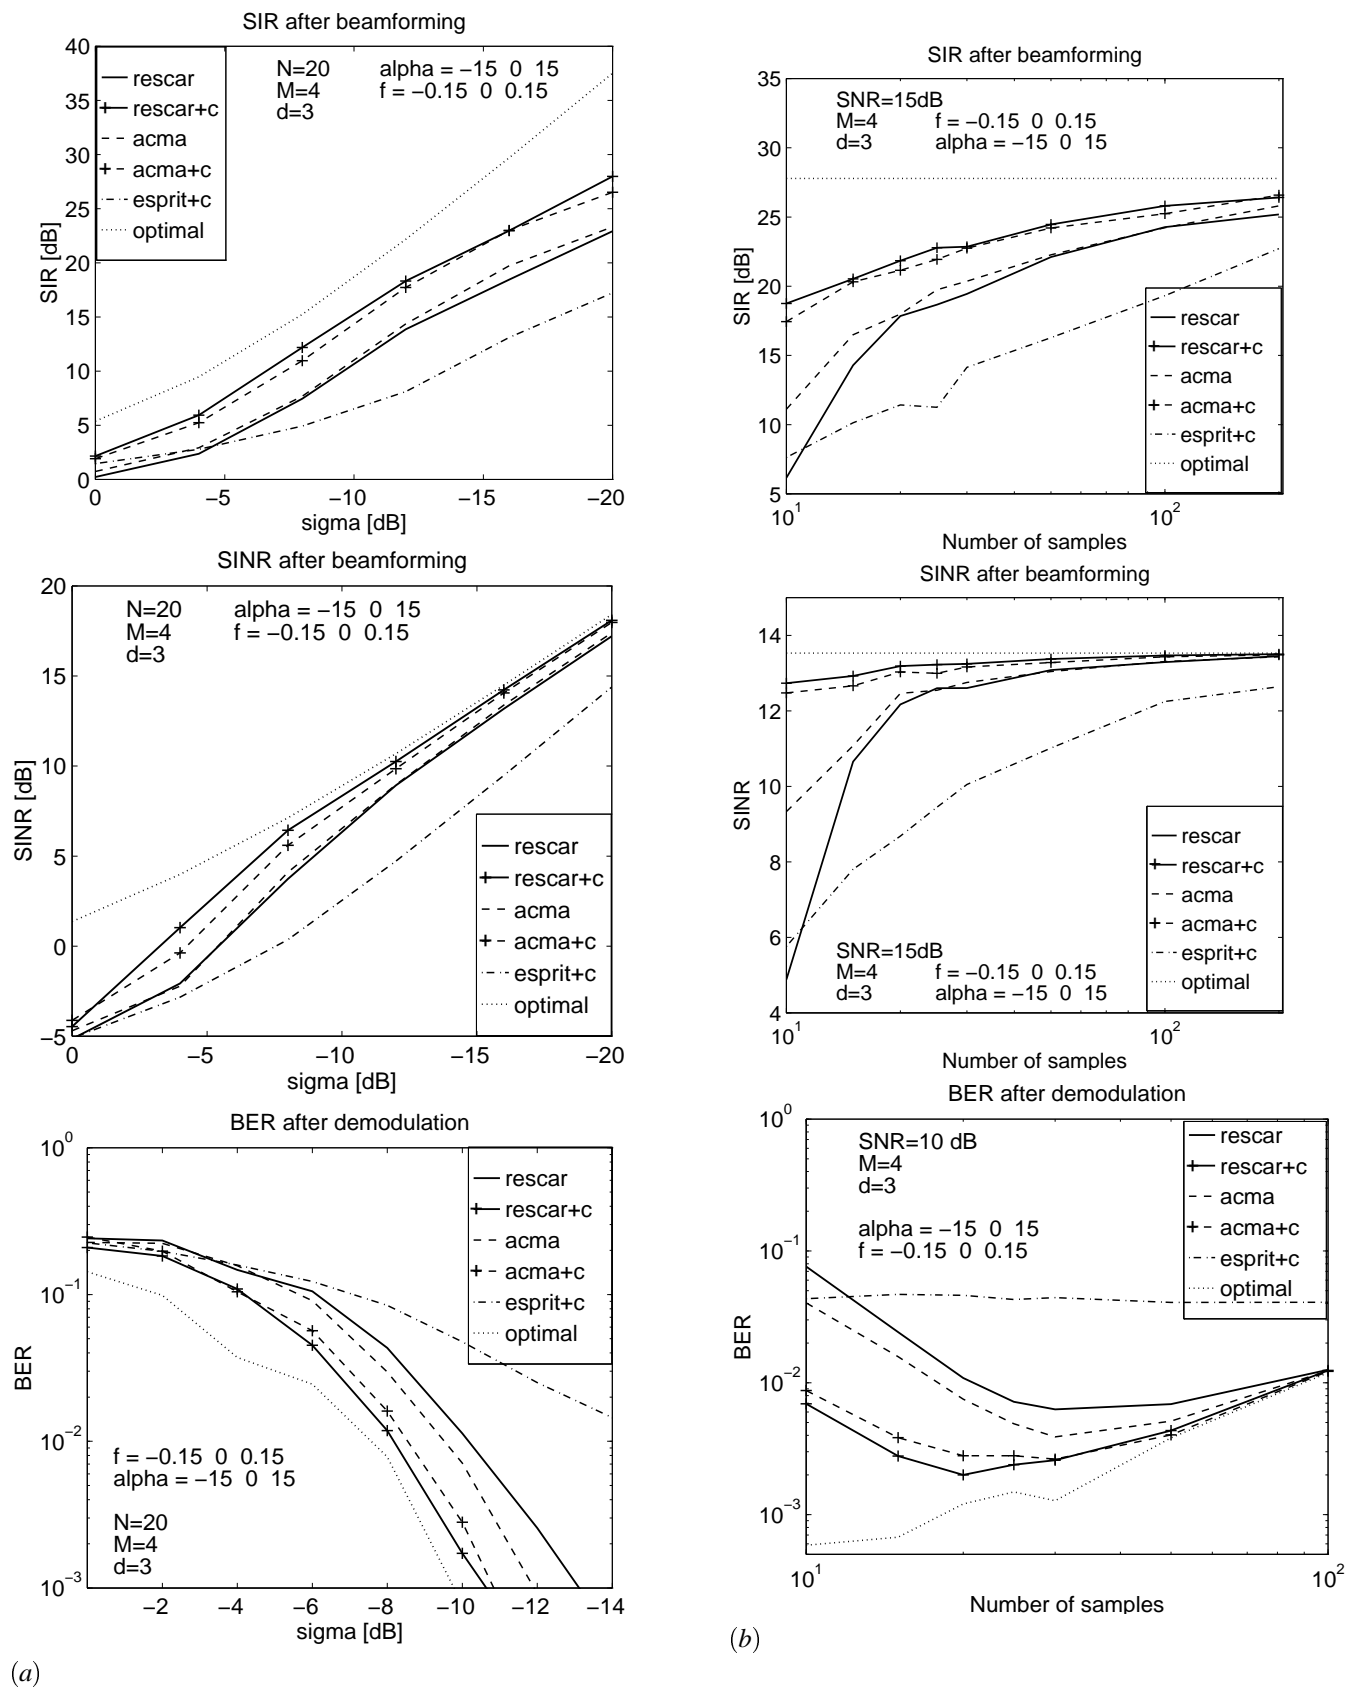 SIR after beamforming
40
35
30
25
20
15
10
5
0
SIR [dB]
rescar
rescar+c
acma
acma+c
esprit+c
optimal
N=20 alpha = −15 0 15
M=4 f = −0.15 0 0.15
d=3
0 −5 −10 −15 −20
sigma [dB]
SINR after beamforming
20
15
10
5
0
−5
SINR [dB]
N=20 alpha = −15 0 15
M=4 f = −0.15 0 0.15
d=3
rescar
rescar+c
acma
acma+c
esprit+c
optimal
0 −5 −10 −15 −20
sigma [dB]
BER after demodulation
10^0
10^−1
10^−2
10^−3
BER
rescar
rescar+c
acma
acma+c
esprit+c
optimal
f = −0.15 0 0.15
alpha = −15 0 15
N=20
M=4
d=3
−2 −4 −6 −8 −10 −12 −14
sigma [dB]
(a)
SIR after beamforming
35
30
25
20
15
10
5
SIR [dB]
SNR=15dB
M=4 f = −0.15 0 0.15
d=3 alpha = −15 0 15
rescar
rescar+c
acma
acma+c
esprit+c
optimal
10^1 10^2
Number of samples
SINR after beamforming
14
12
10
8
6
4
SINR
rescar
rescar+c
acma
acma+c
esprit+c
optimal
SNR=15dB
M=4 f = −0.15 0 0.15
d=3 alpha = −15 0 15
10^1 10^2
Number of samples
BER after demodulation
10^0
10^−1
10^−2
10^−3
BER
SNR=10 dB
M=4
d=3
alpha = −15 0 15
f = −0.15 0 0.15
rescar
rescar+c
acma
acma+c
esprit+c
optimal
10^1 10^2
Number of samples
(b)